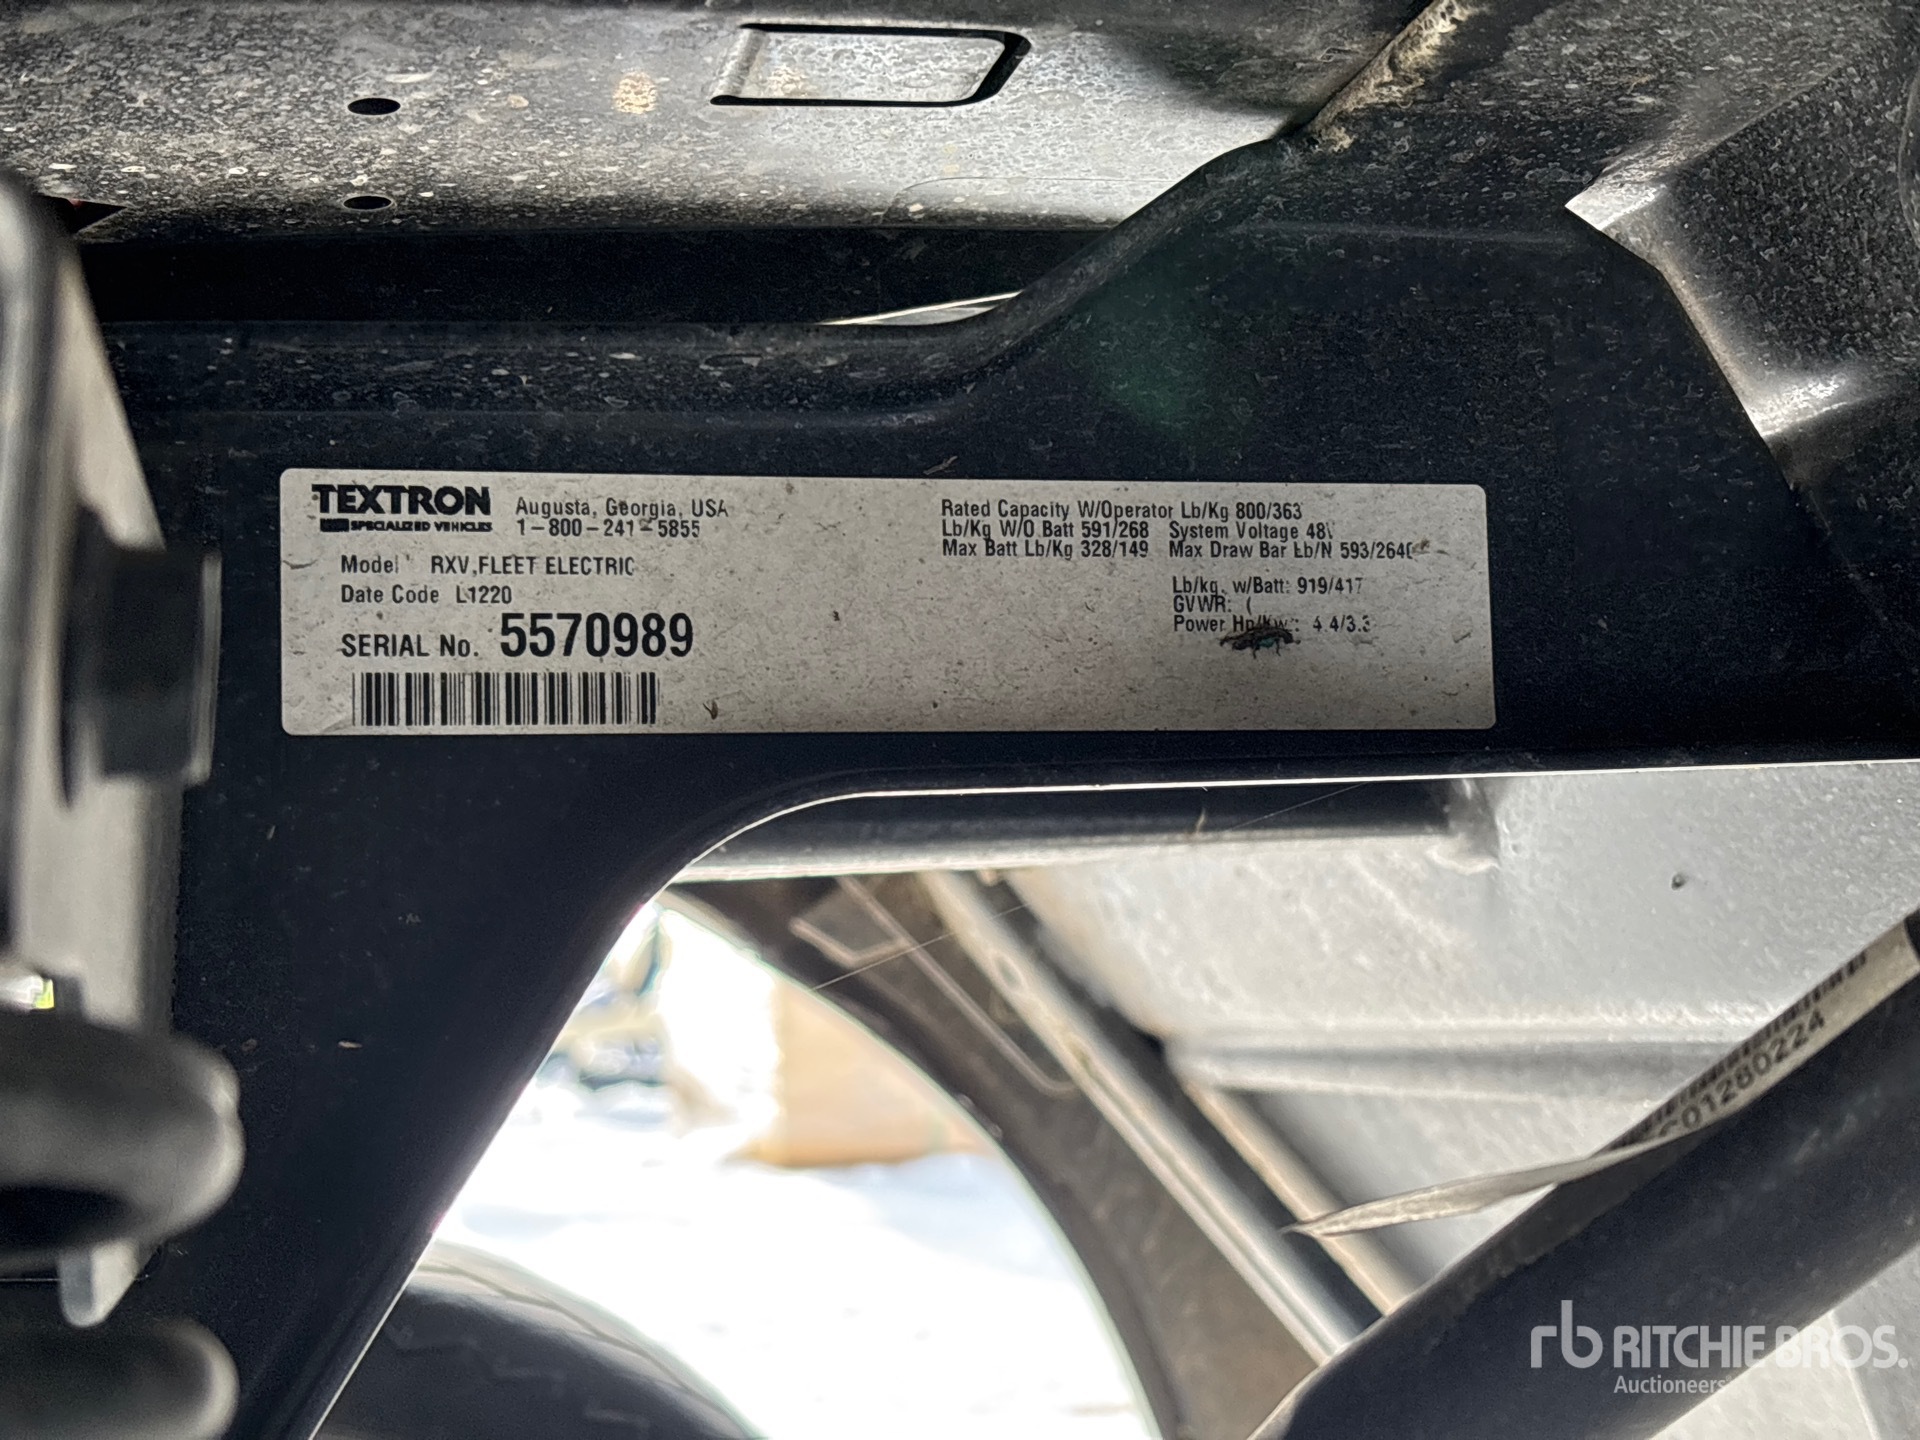 TEXTRON
SPECIALIZED VEHICLES
Augusta, Georgia, USA
1-800-241-5855
Model RXV,FLEET ELECTRIC
Date Code L1220
SERIAL No. 5570989
Rated Capacity W/Operator Lb/Kg 800/363
Lb/Kg W/O Batt 591/268 System Voltage 48V
Max Batt Lb/Kg 328/149 Max Draw Bar Lb/N 593/2640
Lb/kg. w/Batt: 919/417
GVWR: (
Power Hp/Kw: 4.4/3.3
01280224
rb RITCHIE BROS.
Auctioneers